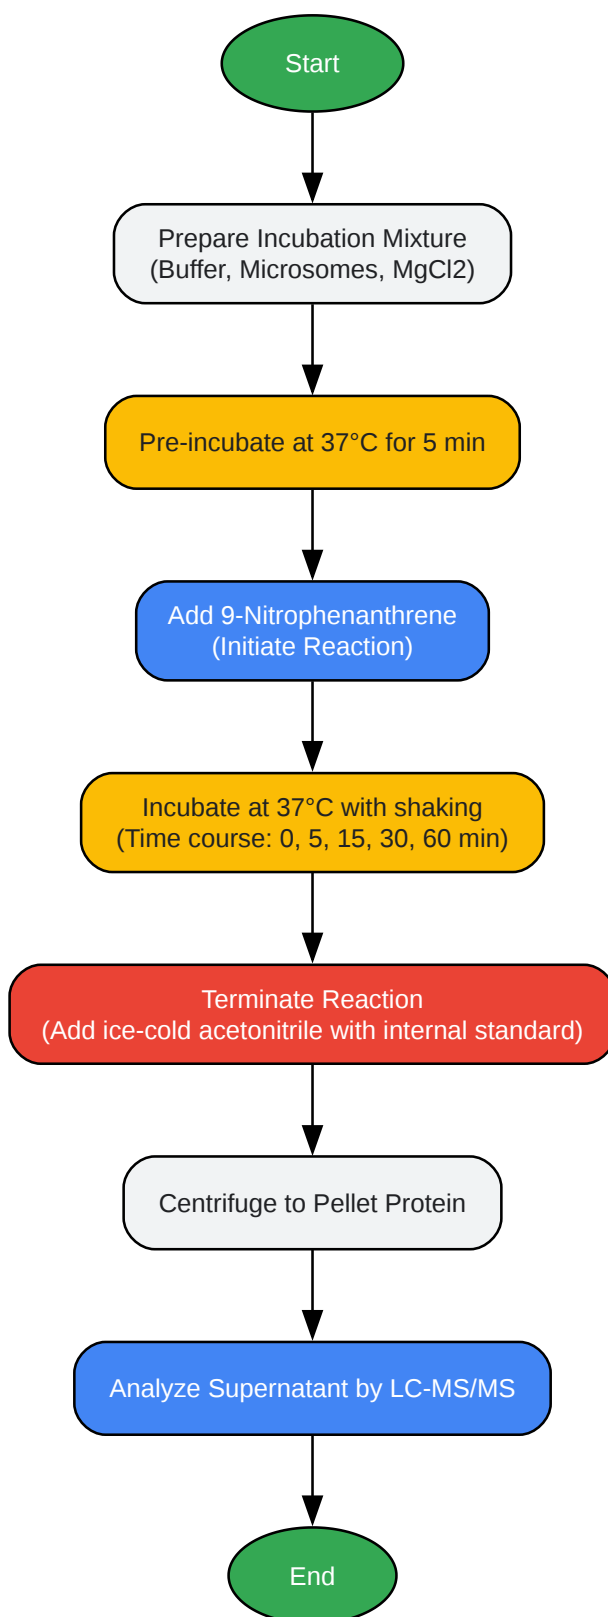 Start
Prepare Incubation Mixture
(Buffer, Microsomes, MgCl2)
Pre-incubate at 37°C for 5 min
Add 9-Nitrophenanthrene
(Initiate Reaction)
Incubate at 37°C with shaking
(Time course: 0, 5, 15, 30, 60 min)
Terminate Reaction
(Add ice-cold acetonitrile with internal standard)
Centrifuge to Pellet Protein
Analyze Supernatant by LC-MS/MS
End